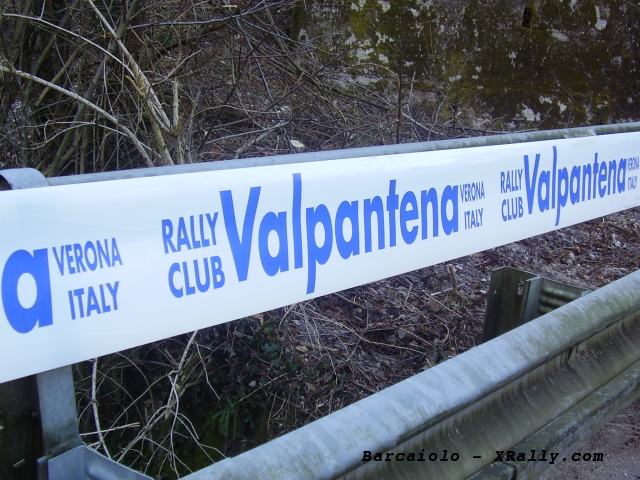 a VERONA ITALY
RALLY CLUB Valpantena VERONA ITALY
RALLY CLUB Valpantena VERONA ITALY
Barcaiolo - XRally.com